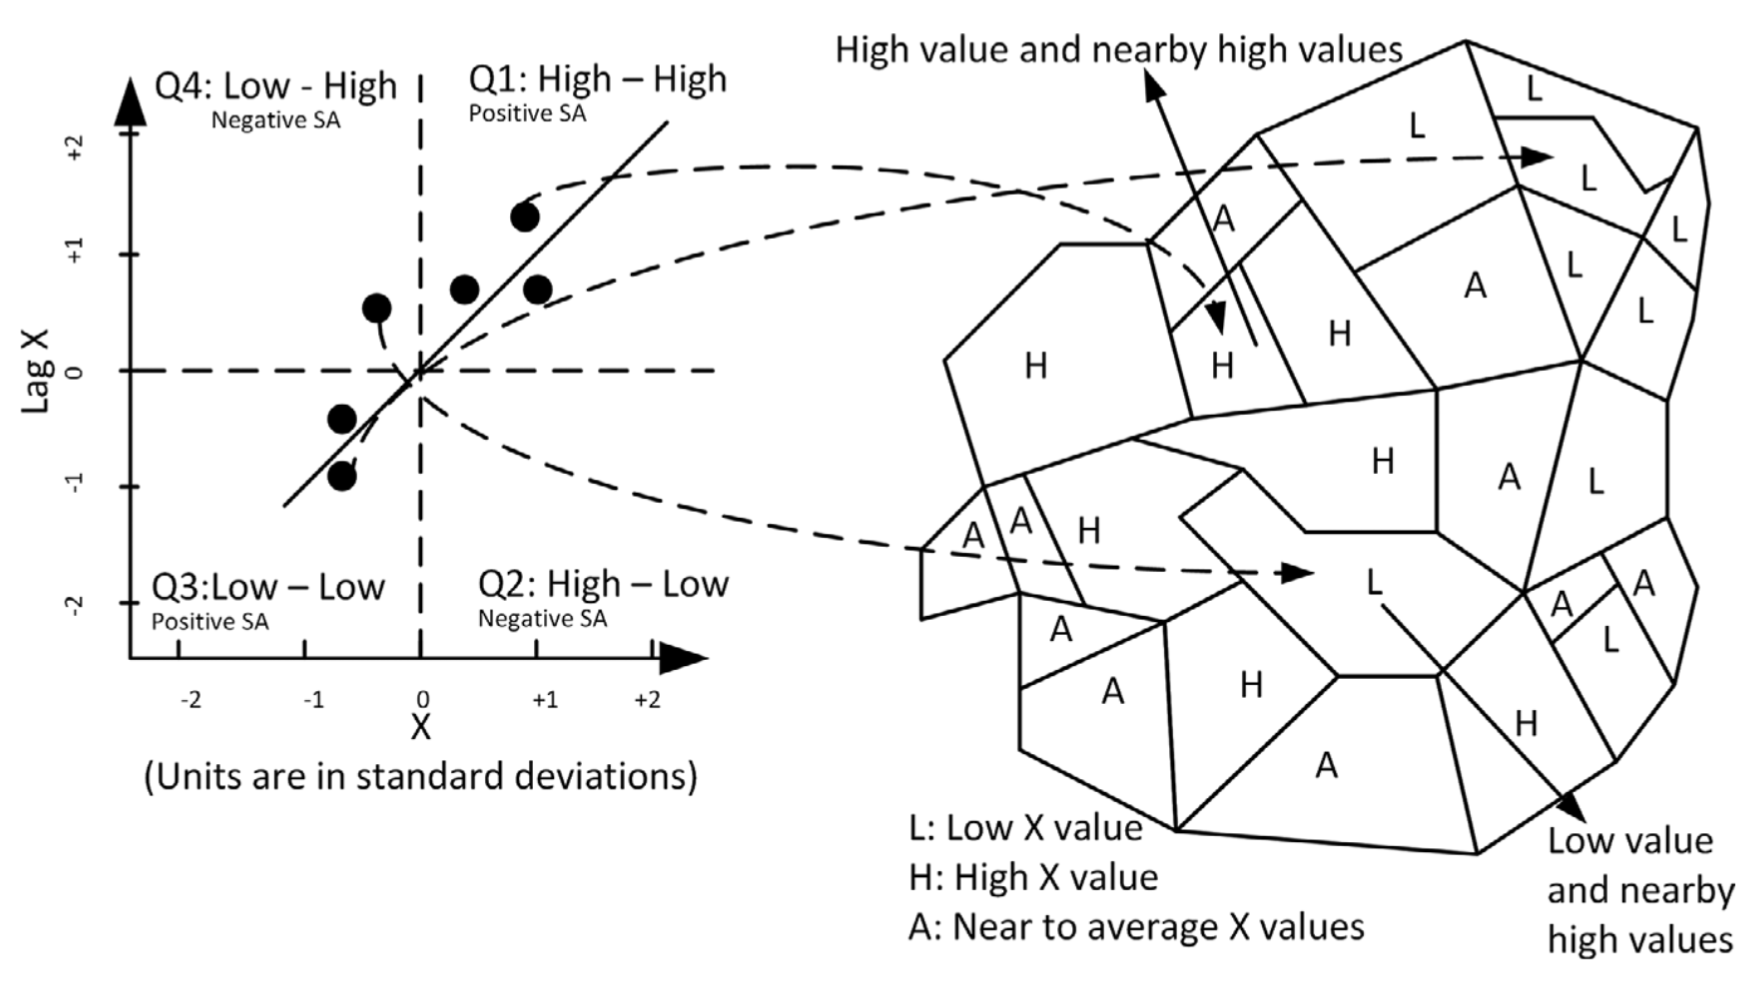 Q4: Low - High
Negative SA
Q1: High – High
Positive SA
+2
+1
0
-1
-2
Lag X
Q3:Low – Low
Positive SA
Q2: High – Low
Negative SA
-2
-1
0
+1
+2
X
(Units are in standard deviations)
High value and nearby high values
L
L
L
A
L
L
A
L
H
H
H
H
A
L
A
A
H
L
A
A
A
L
A
H
H
A
L: Low X value
H: High X value
A: Near to average X values
Low value
and nearby
high values